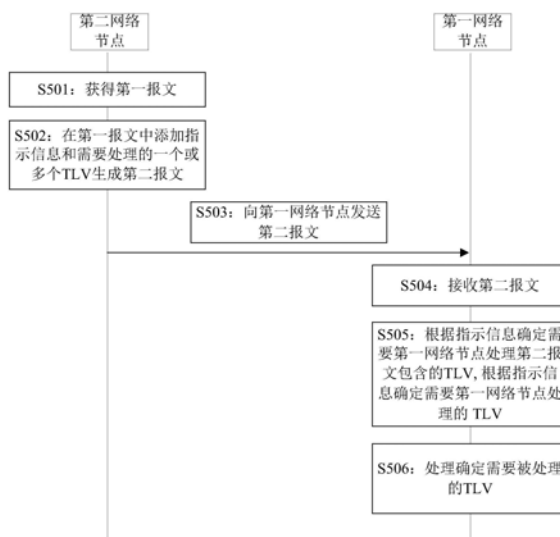 第二网络
节点
第一网络
节点
S501：获得第一报文
S502：在第一报文中添加指
示信息和需要处理的一个或
多个TLV生成第二报文
S503：向第一网络节点发送
第二报文
S504：接收第二报文
S505：根据指示信息确定需
要第一网络节点处理第二报
文包含的TLV, 根据指示信
息确定需要第一网络节点处
理的 TLV
S506：处理确定需要被处理
的TLV